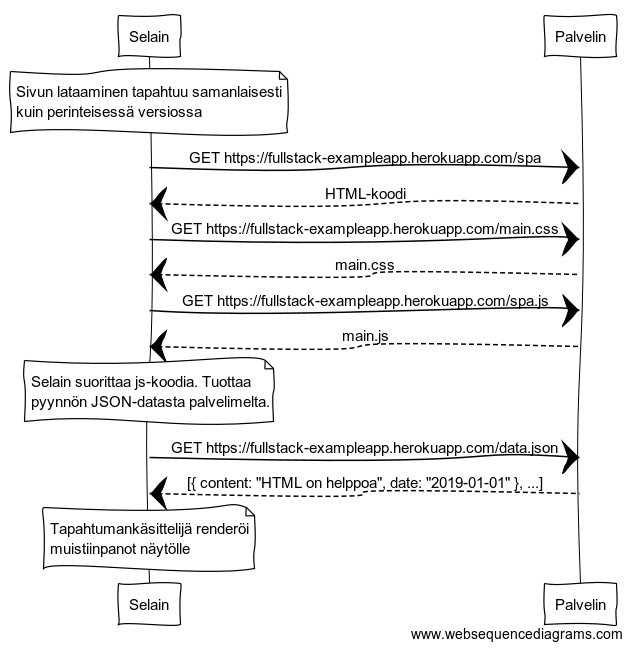 Selain
Palvelin
Sivun lataaminen tapahtuu samanlaisesti
kuin perinteisessä versiossa
GET https://fullstack-exampleapp.herokuapp.com/spa
HTML-koodi
GET https://fullstack-exampleapp.herokuapp.com/main.css
main.css
GET https://fullstack-exampleapp.herokuapp.com/spa.js
main.js
Selain suorittaa js-koodia. Tuottaa
pyynnön JSON-datasta palvelimelta.
GET https://fullstack-exampleapp.herokuapp.com/data.json
[{ content: "HTML on helppoa", date: "2019-01-01" }, ...]
Tapahtumankäsittelijä renderöi
muistiinpanot näytölle
Selain
Palvelin
www.websequencediagrams.com